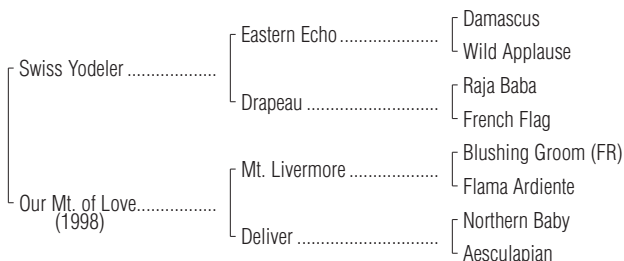 Damascus
Eastern Echo
Wild Applause
Swiss Yodeler
Raja Baba
Drapeau
French Flag
Blushing Groom (FR)
Mt. Livermore
Flama Ardiente
Our Mt. of Love
(1998)
Northern Baby
Deliver
Aesculapian